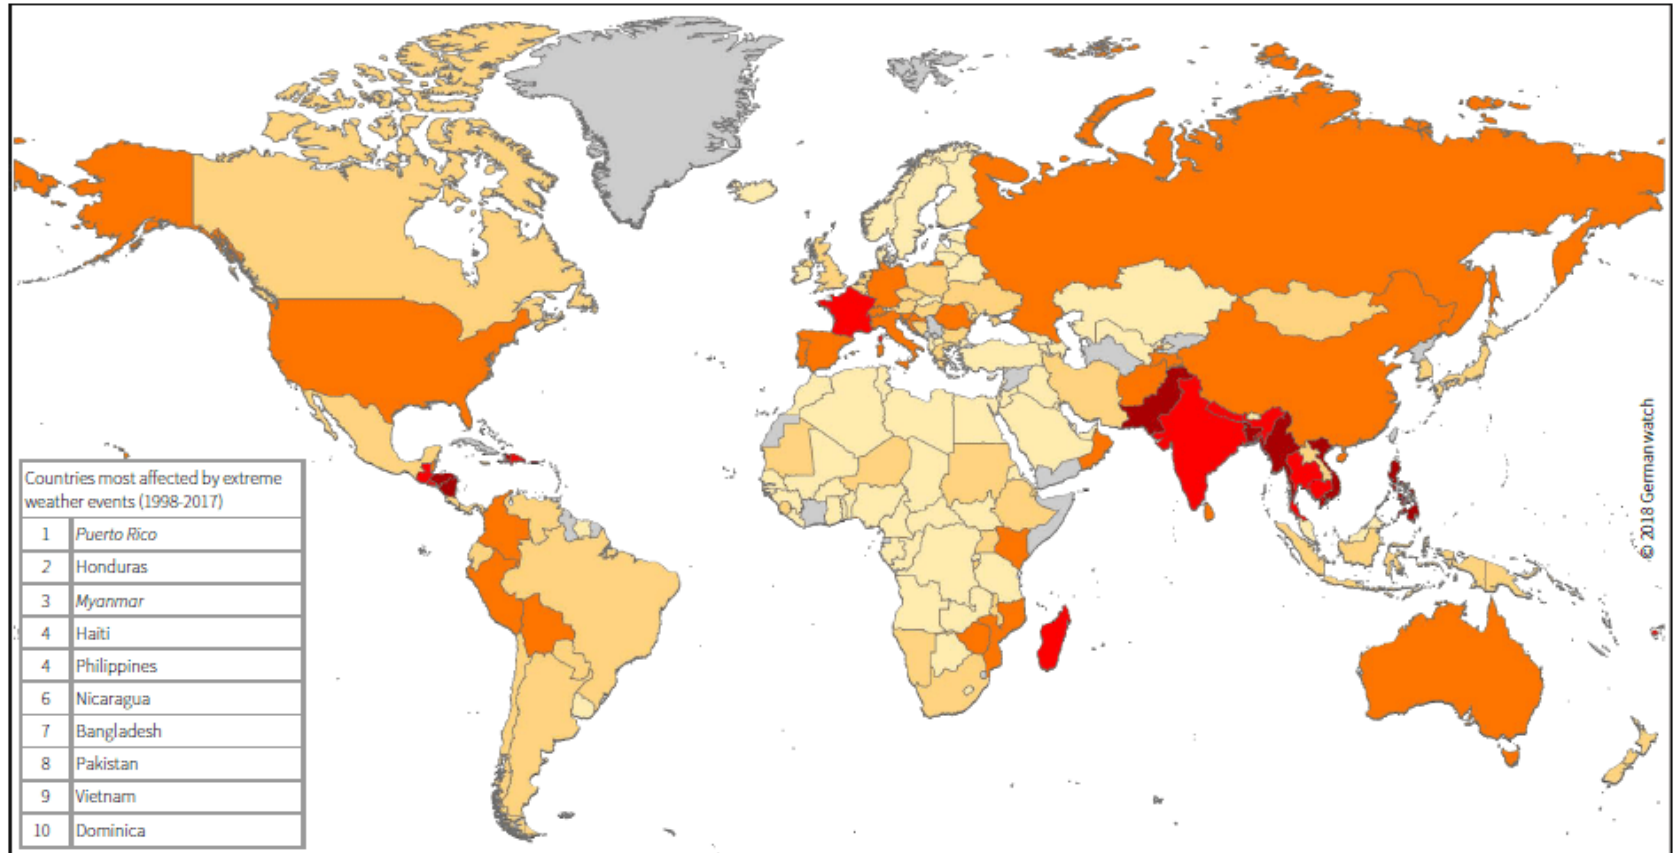 Countries most affected by extreme
weather events (1998-2017)
1 Puerto Rico
2 Honduras
3 Myanmar
4 Haiti
4 Philippines
6 Nicaragua
7 Bangladesh
8 Pakistan
9 Vietnam
10 Dominica
© 2018 Germanwatch